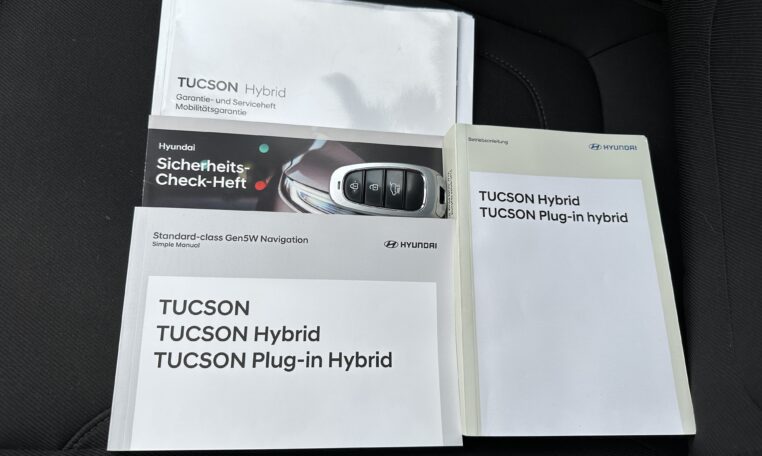 TUCSON Hybrid
Garantie- und Serviceheft
Mobilitätsgarantie
Hyundai
Sicherheits-
Check-Heft
Standard-class Gen5W Navigation
Simple Manual
HYUNDAI
TUCSON
TUCSON Hybrid
TUCSON Plug-in Hybrid
Betriebsanleitung
HYUNDAI
TUCSON Hybrid
TUCSON Plug-in hybrid